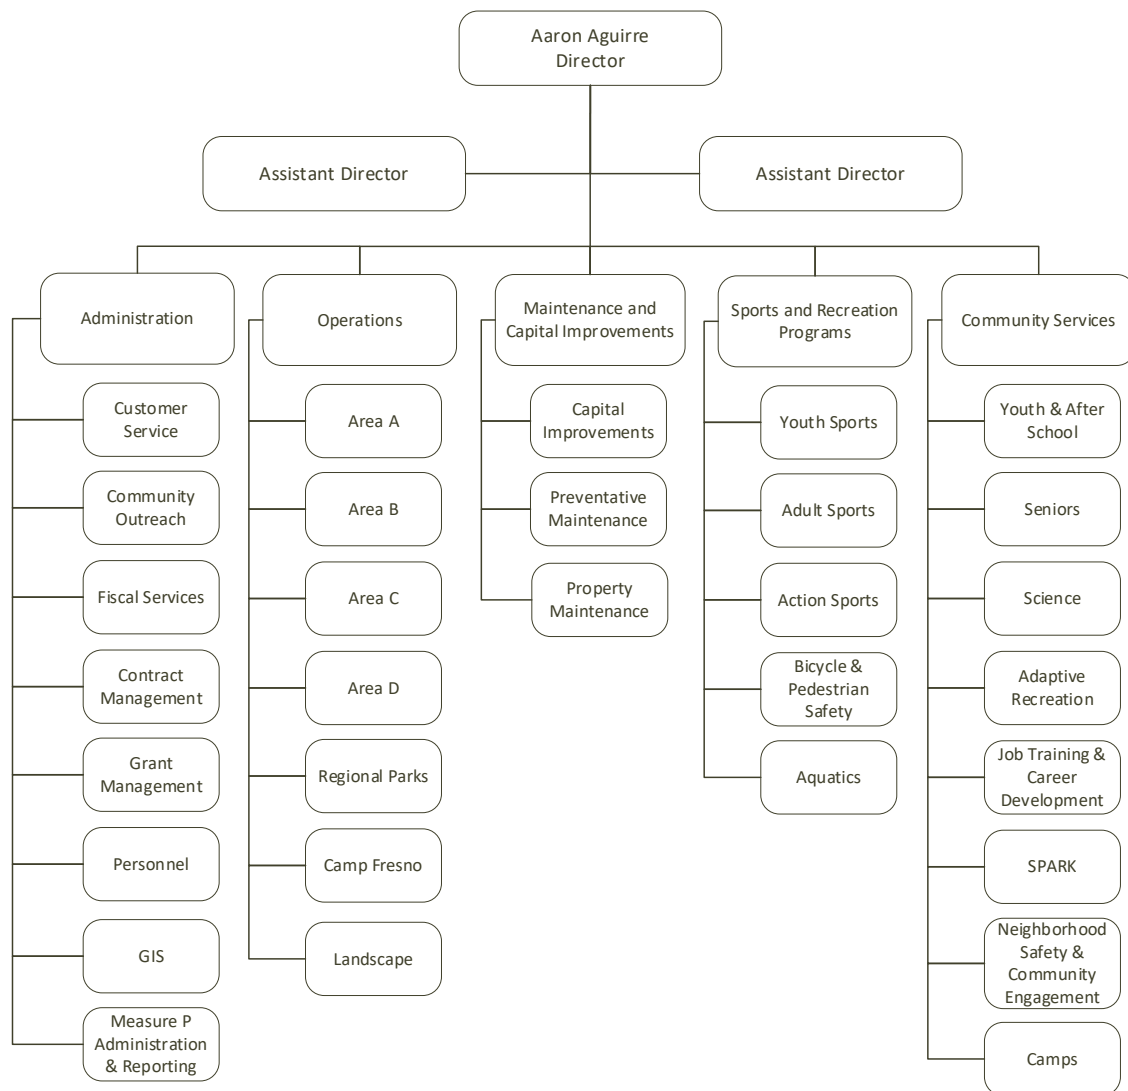 Aaron Aguirre
Director
Assistant Director
Assistant Director
Administration
Customer
Service
Community
Outreach
Fiscal Services
Contract
Management
Grant
Management
Personnel
GIS
Measure P
Administration
& Reporting
Operations
Area A
Area B
Area C
Area D
Regional Parks
Camp Fresno
Landscape
Maintenance and
Capital Improvements
Capital
Improvements
Preventative
Maintenance
Property
Maintenance
Sports and Recreation
Programs
Youth Sports
Adult Sports
Action Sports
Bicycle &
Pedestrian
Safety
Aquatics
Community Services
Youth & After
School
Seniors
Science
Adaptive
Recreation
Job Training &
Career
Development
SPARK
Neighborhood
Safety &
Community
Engagement
Camps